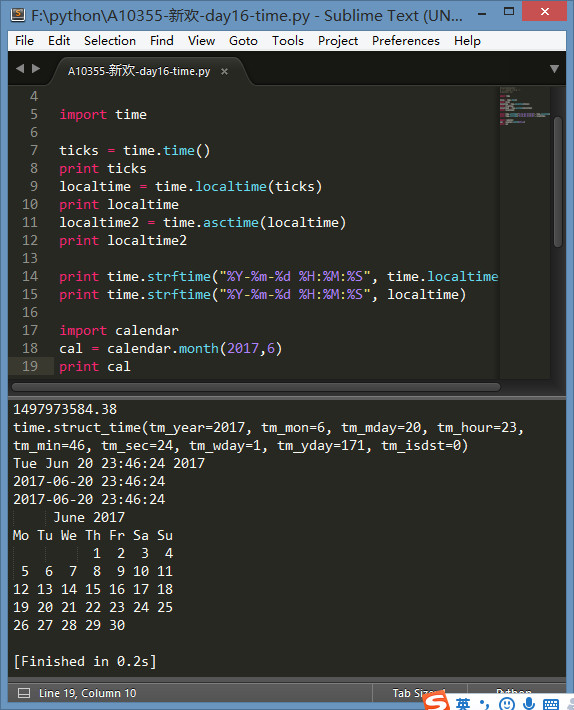 F:\python\A10355-新欢-day16-time.py - Sublime Text (UN...
File Edit Selection Find View Goto Tools Project Preferences Help
A10355-新欢-day16-time.py ×
4
5 import time
6
7 ticks = time.time()
8 print ticks
9 localtime = time.localtime(ticks)
10 print localtime
11 localtime2 = time.asctime(localtime)
12 print localtime2
13
14 print time.strftime("%Y-%m-%d %H:%M:%S", time.localtime
15 print time.strftime("%Y-%m-%d %H:%M:%S", localtime)
16
17 import calendar
18 cal = calendar.month(2017,6)
19 print cal
1497973584.38
time.struct_time(tm_year=2017, tm_mon=6, tm_mday=20, tm_hour=23,
tm_min=46, tm_sec=24, tm_wday=1, tm_yday=171, tm_isdst=0)
Tue Jun 20 23:46:24 2017
2017-06-20 23:46:24
2017-06-20 23:46:24
June 2017
Mo Tu We Th Fr Sa Su
1 2 3 4
5 6 7 8 9 10 11
12 13 14 15 16 17 18
19 20 21 22 23 24 25
26 27 28 29 30
[Finished in 0.2s]
Line 19, Column 10 Tab Size Python
S 英